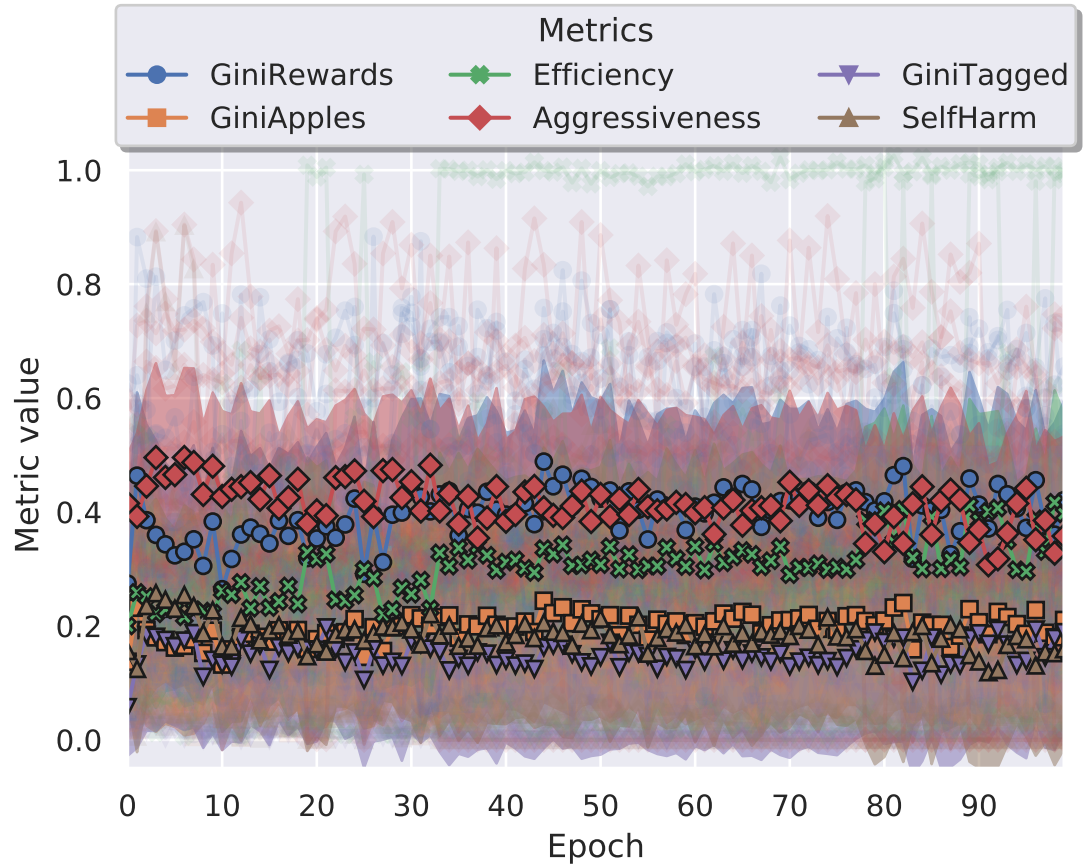 Metrics
GiniRewards Efficiency GiniTagged
GiniApples Aggressiveness SelfHarm
1.0
0.8
0.6
0.4
0.2
0.0
Metric value
0 10 20 30 40 50 60 70 80 90
Epoch